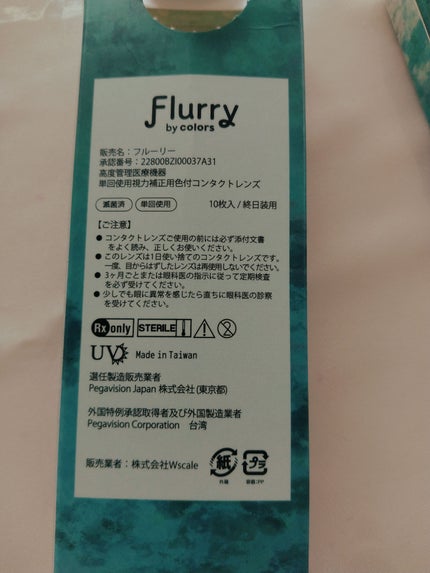 Flurry
by colors
販売名：フルーリー
承認番号：22800BZI00037A31
高度管理医療機器
単回使用視力補正用色付コンタクトレンズ
滅菌済 単回使用 10枚入 / 終日装用
【ご注意】
● コンタクトレンズご使用の前には必ず添付文書
をよく読み、正しくお使いください。
● このレンズは1日使い捨てのコンタクトレンズです。
一度、目からはずしたレンズは再使用しないでください。
● 3ヶ月ごとまたは眼科医の指示に従って定期検査
を必ず受けてください。
● 少しでも眼に異常を感じたら直ちに眼科医の診察
を受けてください。
Rx only STERILE 2
UV Made in Taiwan
選任製造販売業者
Pegavision Japan 株式会社 (東京都)
外国特例承認取得者及び外国製造業者
Pegavision Corporation 台湾
販売業者：株式会社Wscale
紙 プラ
外箱 容器:PP